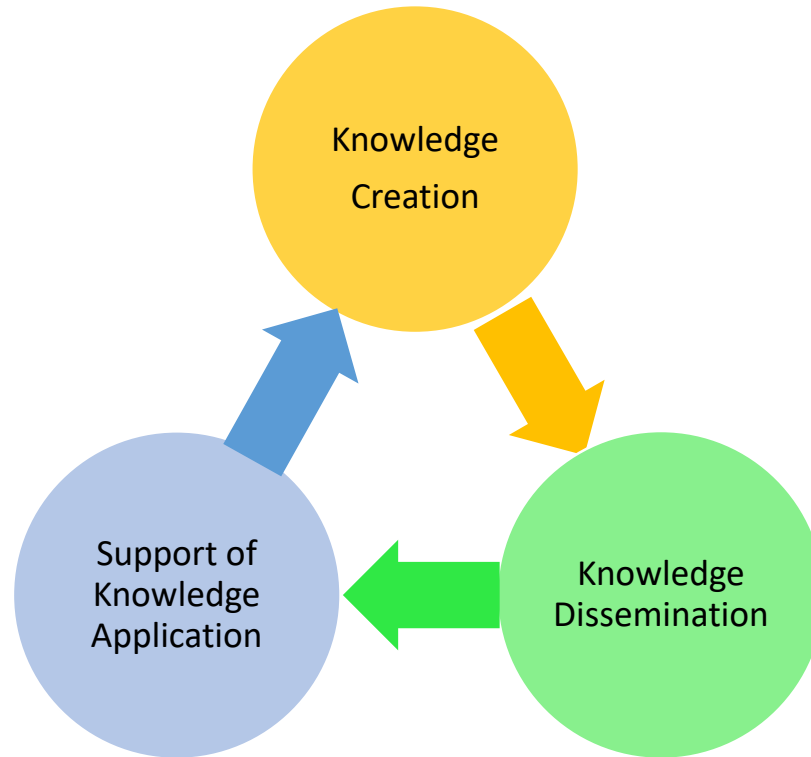 Knowledge
Creation
Support of
Knowledge
Application
Knowledge
Dissemination